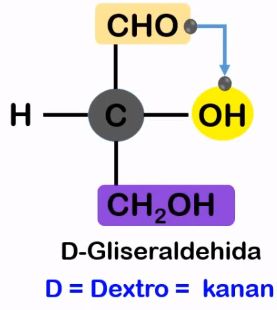 CHO
H C OH
CH₂OH
D-Gliseraldehida
D = Dextro = kanan